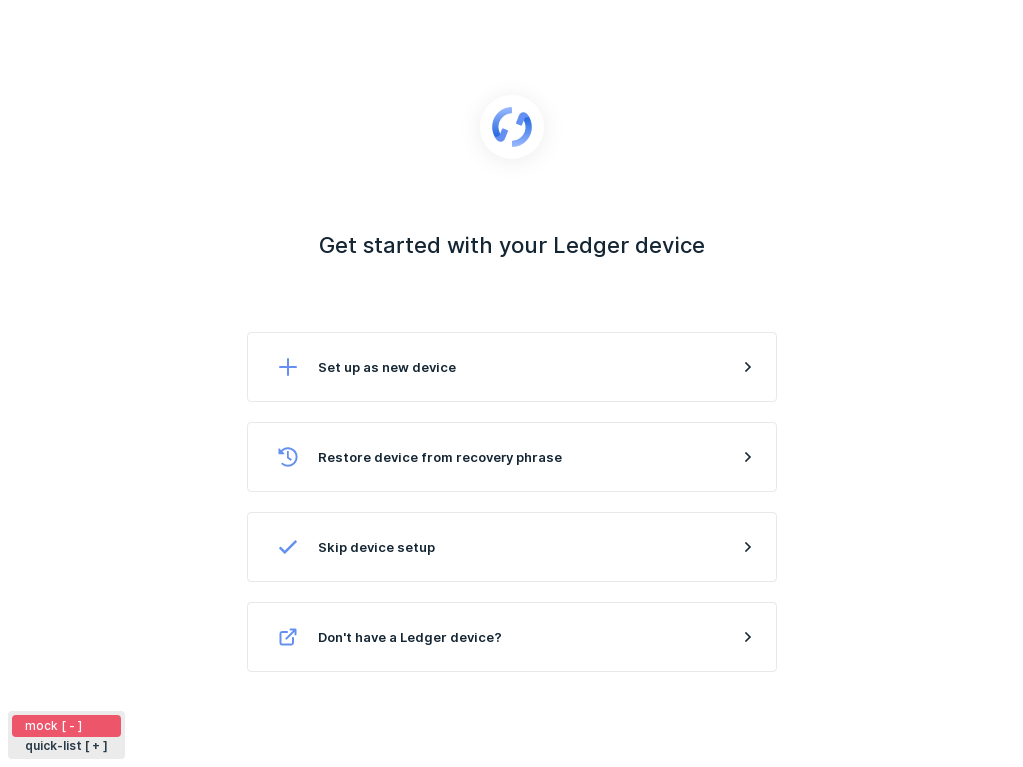 Get started with your Ledger device
Set up as new device
Restore device from recovery phrase
Skip device setup
Don't have a Ledger device?
mock [ - ]
quick-list [ + ]